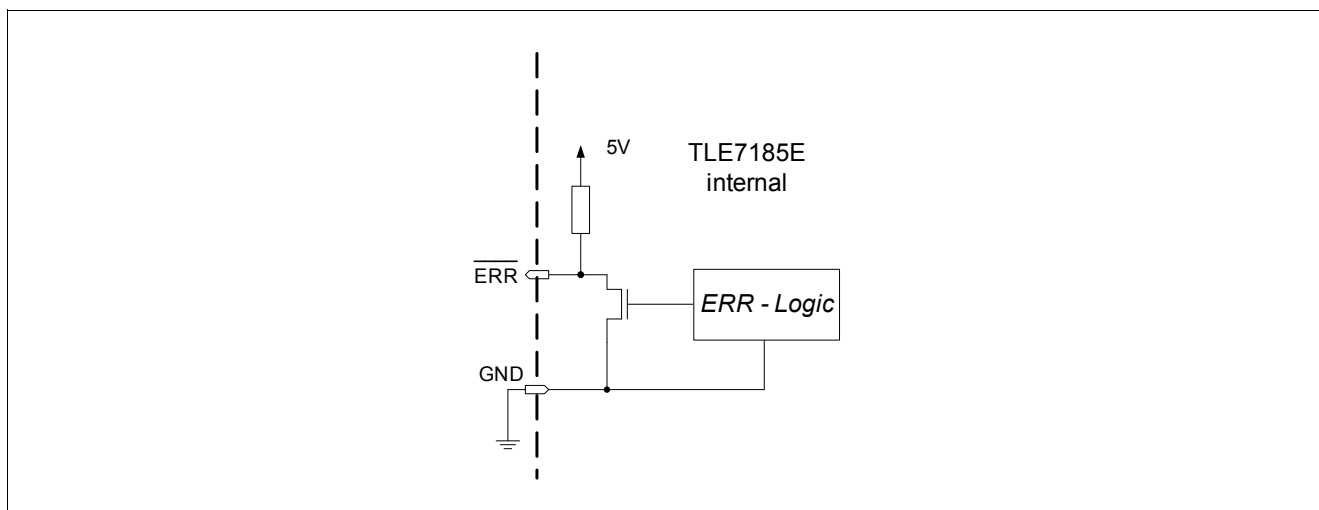 5V
TLE7185E
internal
ERR
ERR - Logic
GND